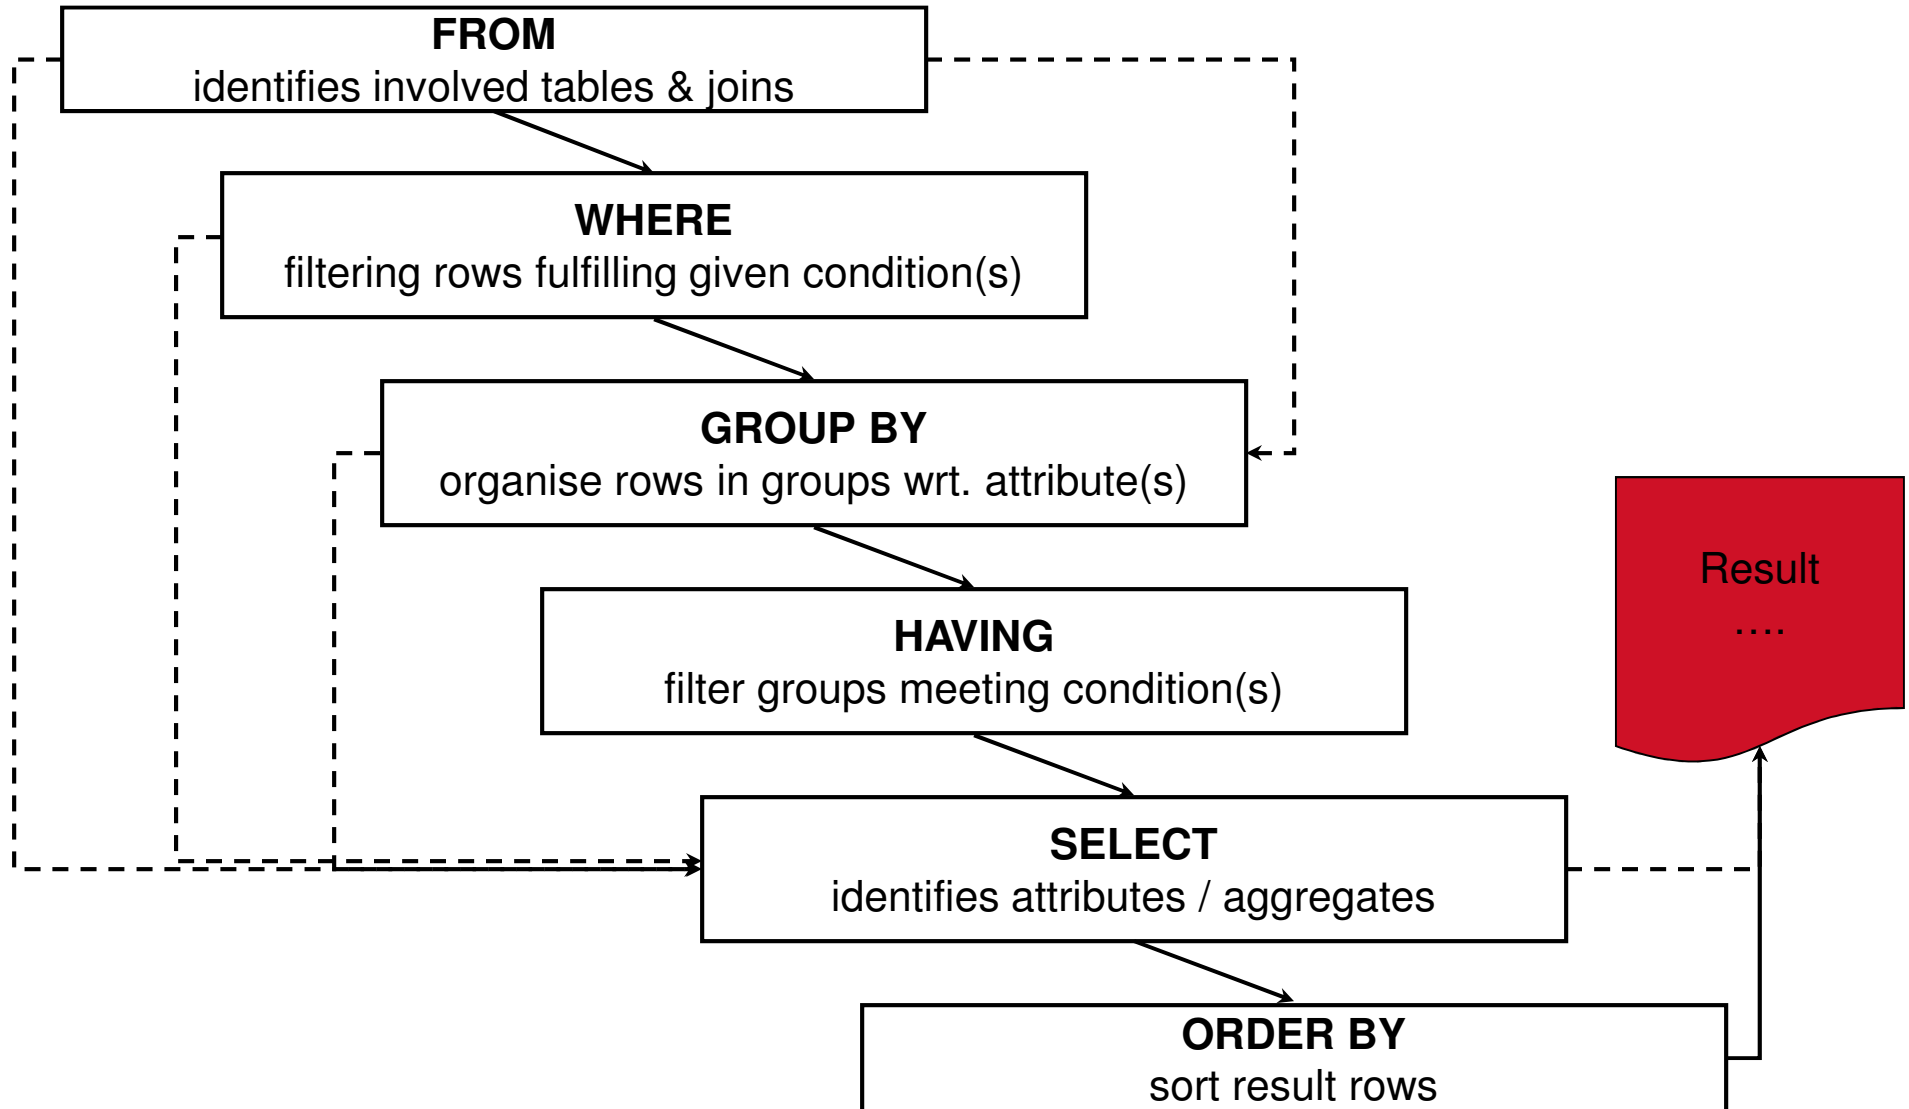 FROM
identifies involved tables & joins
WHERE
filtering rows fulfilling given condition(s)
GROUP BY
organise rows in groups wrt. attribute(s)
HAVING
filter groups meeting condition(s)
Result
....
SELECT
identifies attributes / aggregates
ORDER BY
sort result rows